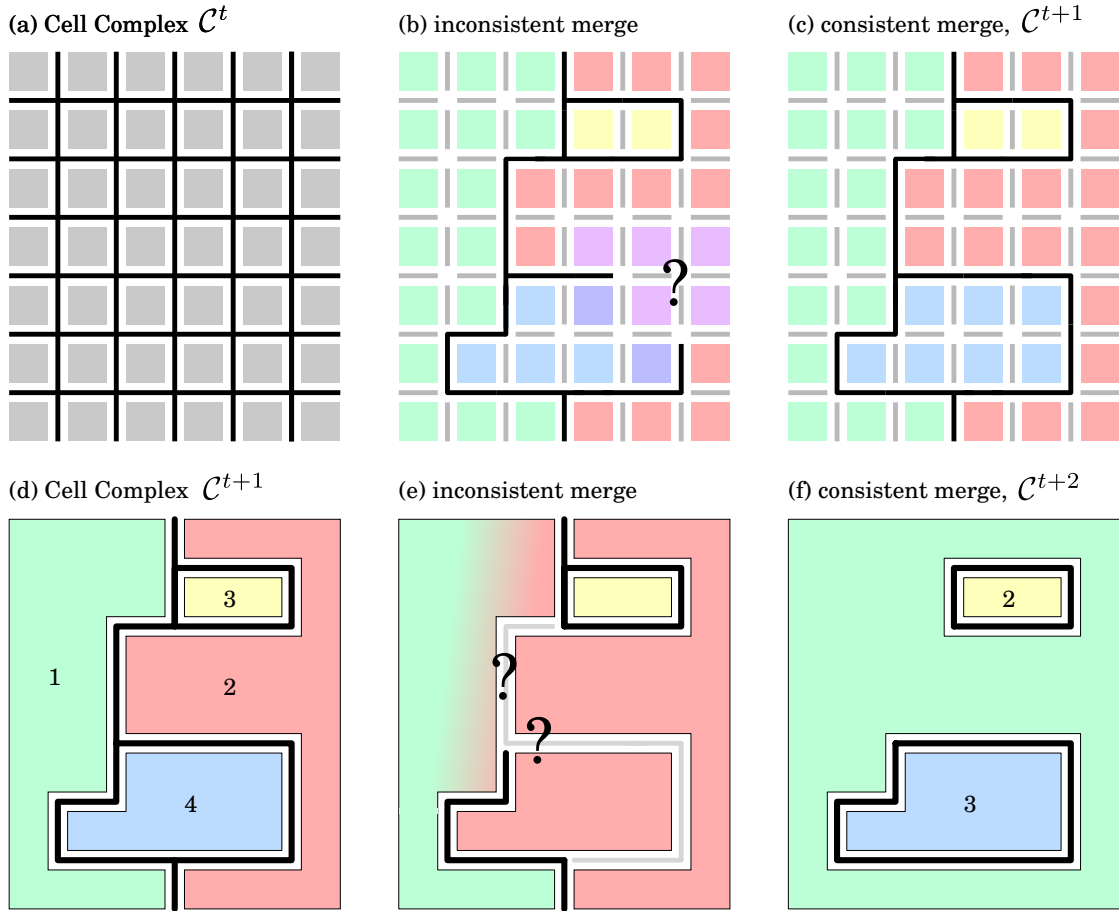 (a) Cell Complex 𝒞ᵗ
(b) inconsistent merge
(c) consistent merge, 𝒞ᵗ⁺¹
?
(d) Cell Complex 𝒞ᵗ⁺¹
(e) inconsistent merge
(f) consistent merge, 𝒞ᵗ⁺²
3
2
1
2
?
?
4
3